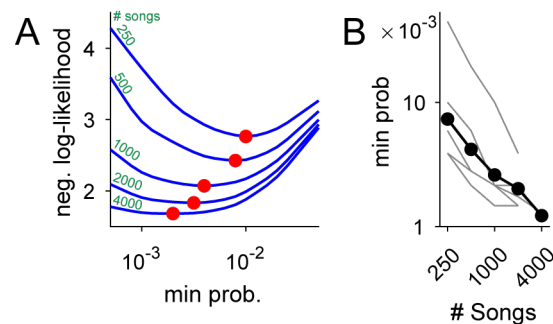 A
# songs
250
500
1000
2000
4000
4
3
2
neg. log-likelihood
10⁻³
10⁻²
min prob.
B
× 10⁻³
10
1
min prob
250
1000
4000
# Songs